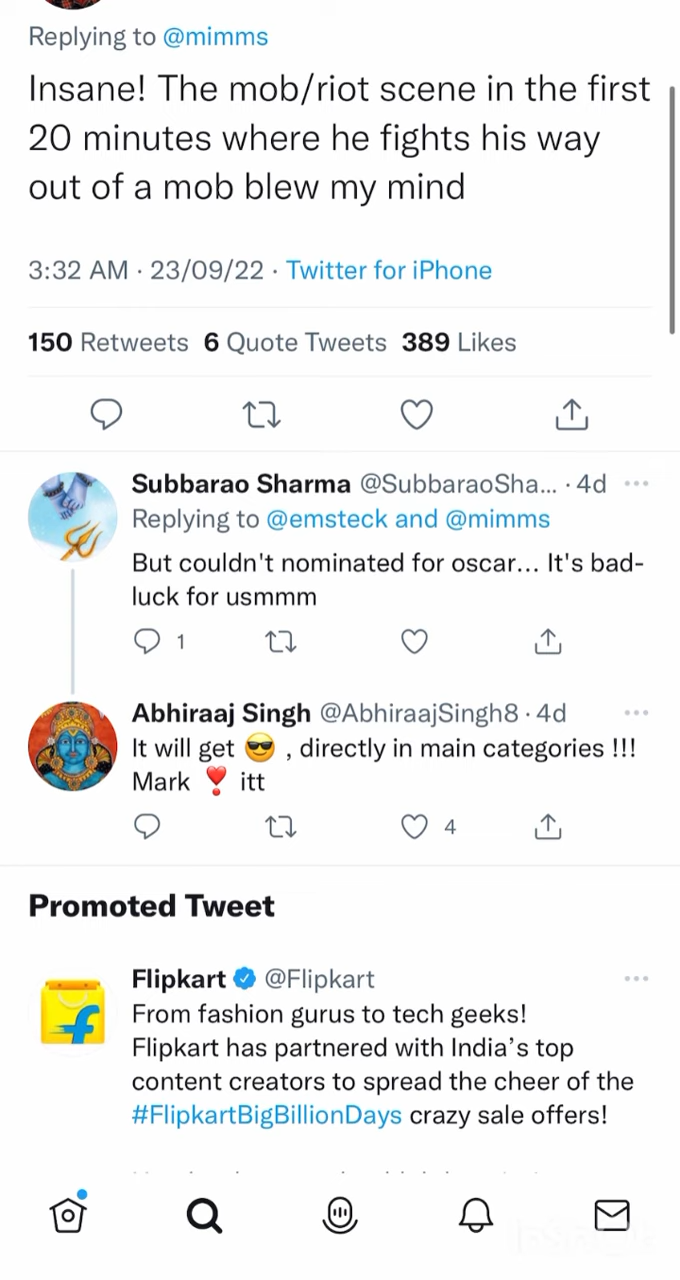 Replying to @mimms
Insane! The mob/riot scene in the first
20 minutes where he fights his way
out of a mob blew my mind
3:32 AM · 23/09/22 · Twitter for iPhone
150 Retweets 6 Quote Tweets 389 Likes
Subbarao Sharma @SubbaraoSha... · 4d
Replying to @emsteck and @mimms
But couldn't nominated for oscar... It's bad-
luck for usmmm
1
Abhiraaj Singh @AbhiraajSingh8 · 4d
It will get 😎 , directly in main categories !!!
Mark ❣️ itt
4
Promoted Tweet
Flipkart @Flipkart
From fashion gurus to tech geeks!
Flipkart has partnered with India's top
content creators to spread the cheer of the
#FlipkartBigBillionDays crazy sale offers!